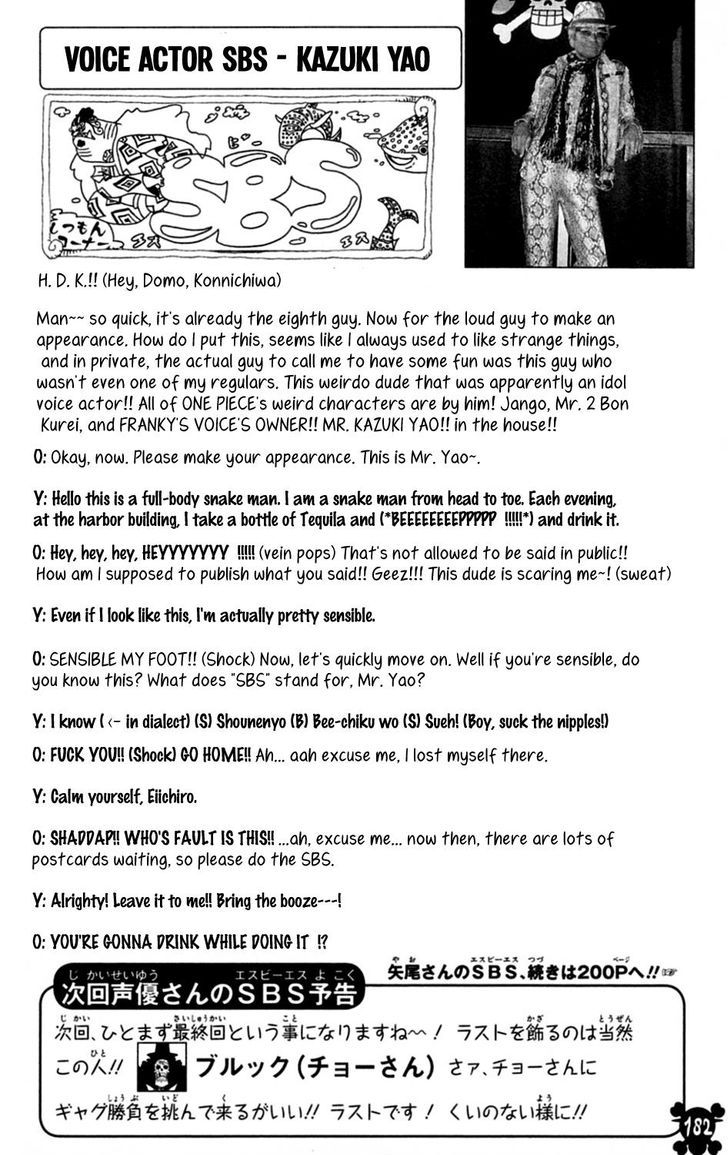 VOICE ACTOR SBS - KAZUKI YAO
SBS
しつもん
コーナー
エス
エス
H. D. K.!! (Hey, Domo, Konnichiwa)
Man~~ so quick, it's already the eighth guy. Now for the loud guy to make an
appearance. How do I put this, seems like I always used to like strange things,
and in private, the actual guy to call me to have some fun was this guy who
wasn't even one of my regulars. This weirdo dude that was apparently an idol
voice actor!! All of ONE PIECE's weird characters are by him! Jango, Mr. 2 Bon
Kurei, and FRANKY'S VOICE'S OWNER!! MR. KAZUKI YAO!! in the house!!
O: Okay, now. Please make your appearance. This is Mr. Yao~.
Y: Hello this is a full-body snake man. I am a snake man from head to toe. Each evening,
at the harbor building, I take a bottle of Tequila and (*BEEEEEEEEPPPPP !!!!!*) and drink it.
O: Hey, hey, hey, HEYYYYYYY !!!!! (vein pops) That's not allowed to be said in public!!
How am I supposed to publish what you said!! Geez!!! This dude is scaring me~! (sweat)
Y: Even if I look like this, I'm actually pretty sensible.
O: SENSIBLE MY FOOT!! (Shock) Now, let's quickly move on. Well if you're sensible, do
you know this? What does "SBS" stand for, Mr. Yao?
Y: I know ( <- in dialect) (S) Shounenyo (B) Bee-chiku wo (S) Sueh! (Boy, suck the nipples!)
O: FUCK YOU!! (Shock) GO HOME!! Ah... aah excuse me, I lost myself there.
Y: Calm yourself, Eiichiro.
O: SHADDAP!! WHO'S FAULT IS THIS!! ...ah, excuse me... now then, there are lots of
postcards waiting, so please do the SBS.
Y: Alrighty! Leave it to me!! Bring the booze---!
O: YOU'RE GONNA DRINK WHILE DOING IT !?
矢尾さんのSBS、続きは200Pへ!!☞
次回声優さんのSBS予告
次回、ひとまず最終回という事になりますね〜! ラストを飾るのは当然
この人!! ブルック(チョーさん) さァ、チョーさんに
ギャグ勝負を挑んで来るがいい!! ラストです! くいのない様に!!
182